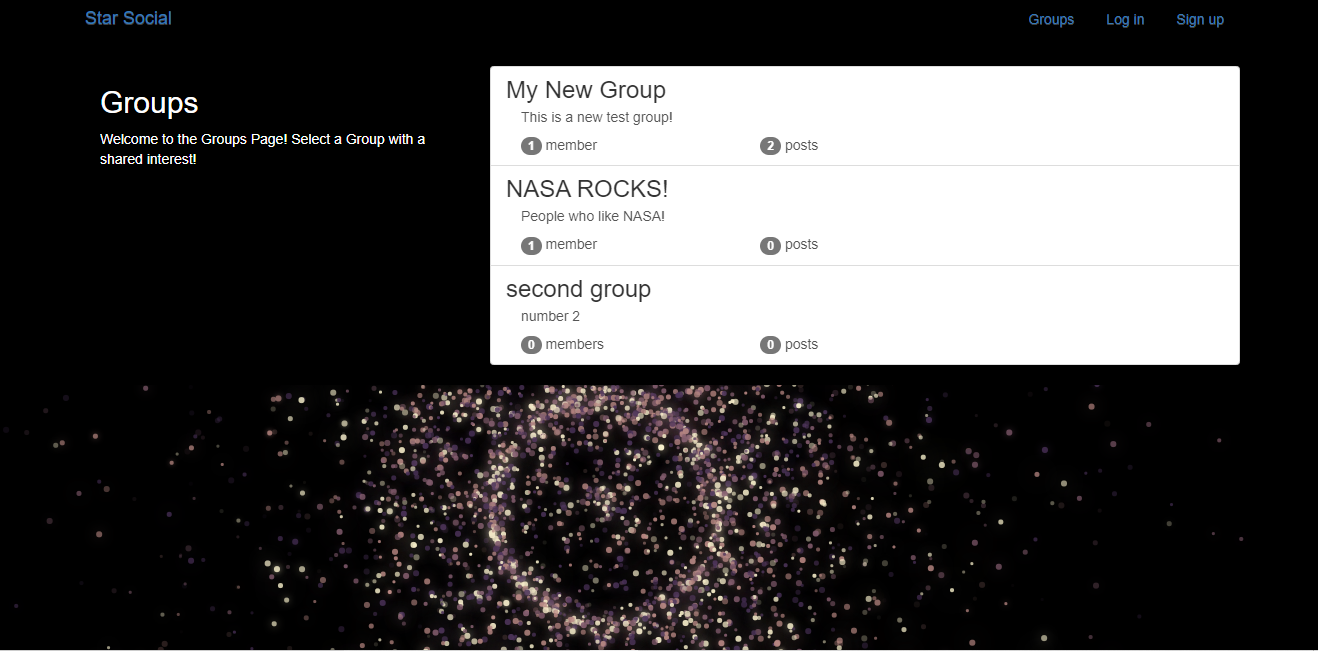 Star Social
Groups
Log in
Sign up
Groups
Welcome to the Groups Page! Select a Group with a
shared interest!
My New Group
This is a new test group!
1 member
2 posts
NASA ROCKS!
People who like NASA!
1 member
0 posts
second group
number 2
0 members
0 posts